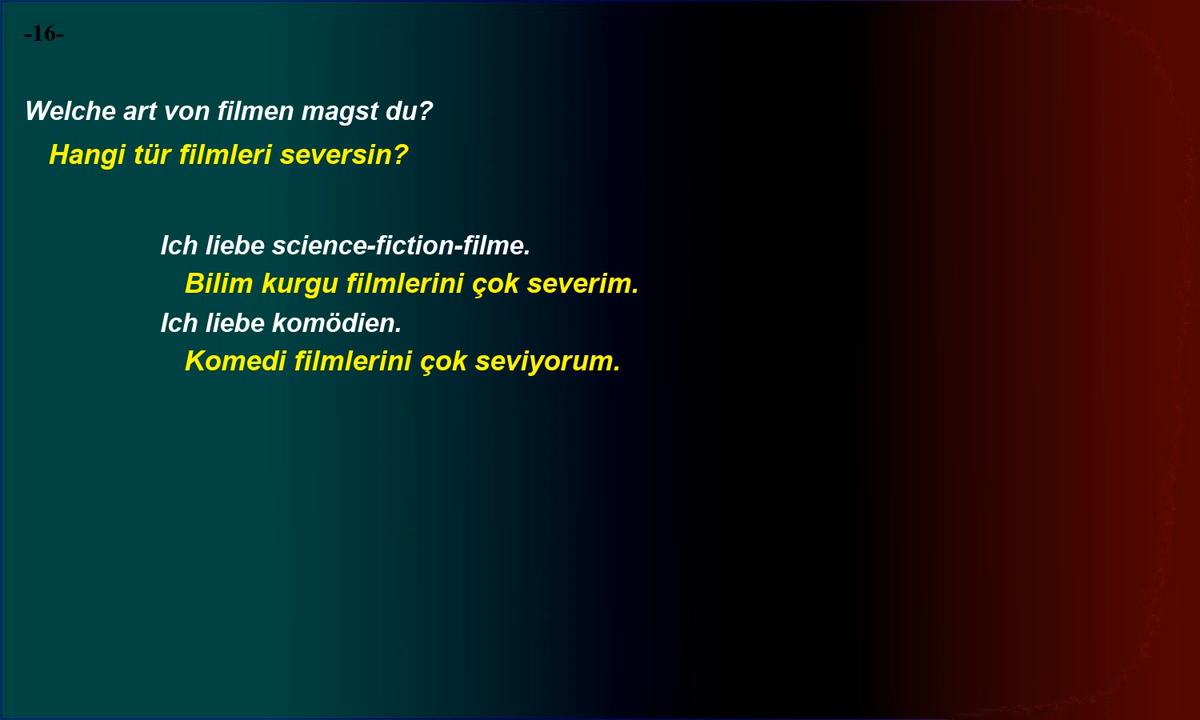 -16-
Welche art von filmen magst du?
Hangi tür filmleri seversin?
Ich liebe science-fiction-filme.
Bilim kurgu filmlerini çok severim.
Ich liebe komödien.
Komedi filmlerini çok seviyorum.